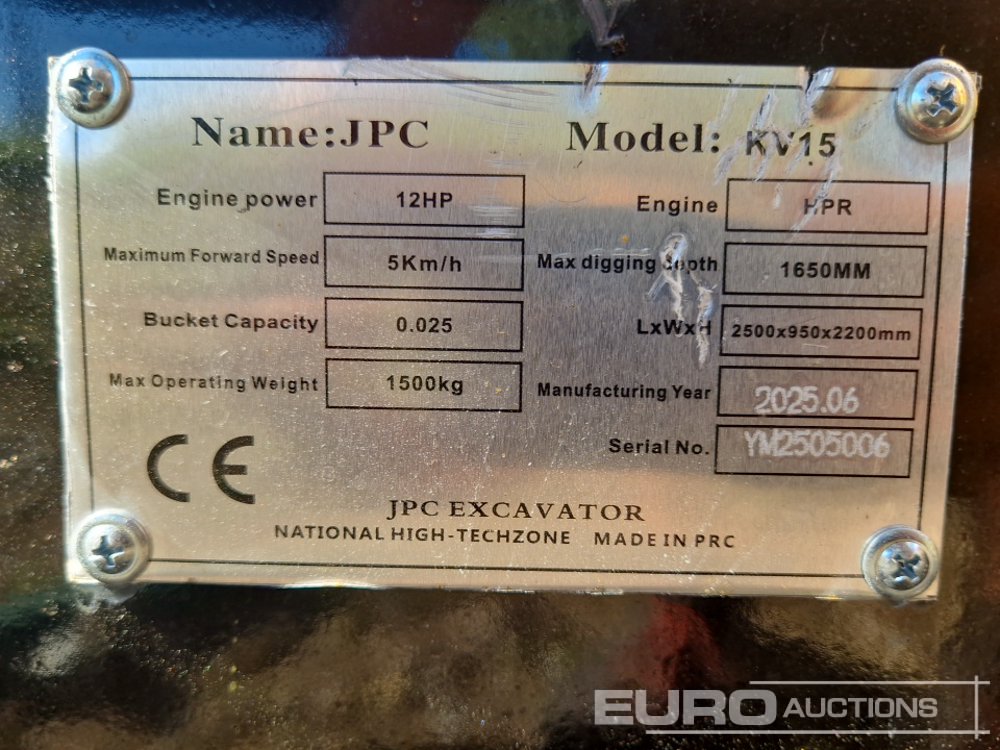 Name:JPC Model: KV15
Engine power 12HP Engine HPR
Maximum Forward Speed 5Km/h Max digging depth 1650MM
Bucket Capacity 0.025 LxWxH 2500x950x2200mm
Max Operating Weight 1500kg Manufacturing Year 2025.06
Serial No. YM2505006
CE
JPC EXCAVATOR
NATIONAL HIGH-TECHZONE MADE IN PRC
EURO AUCTIONS